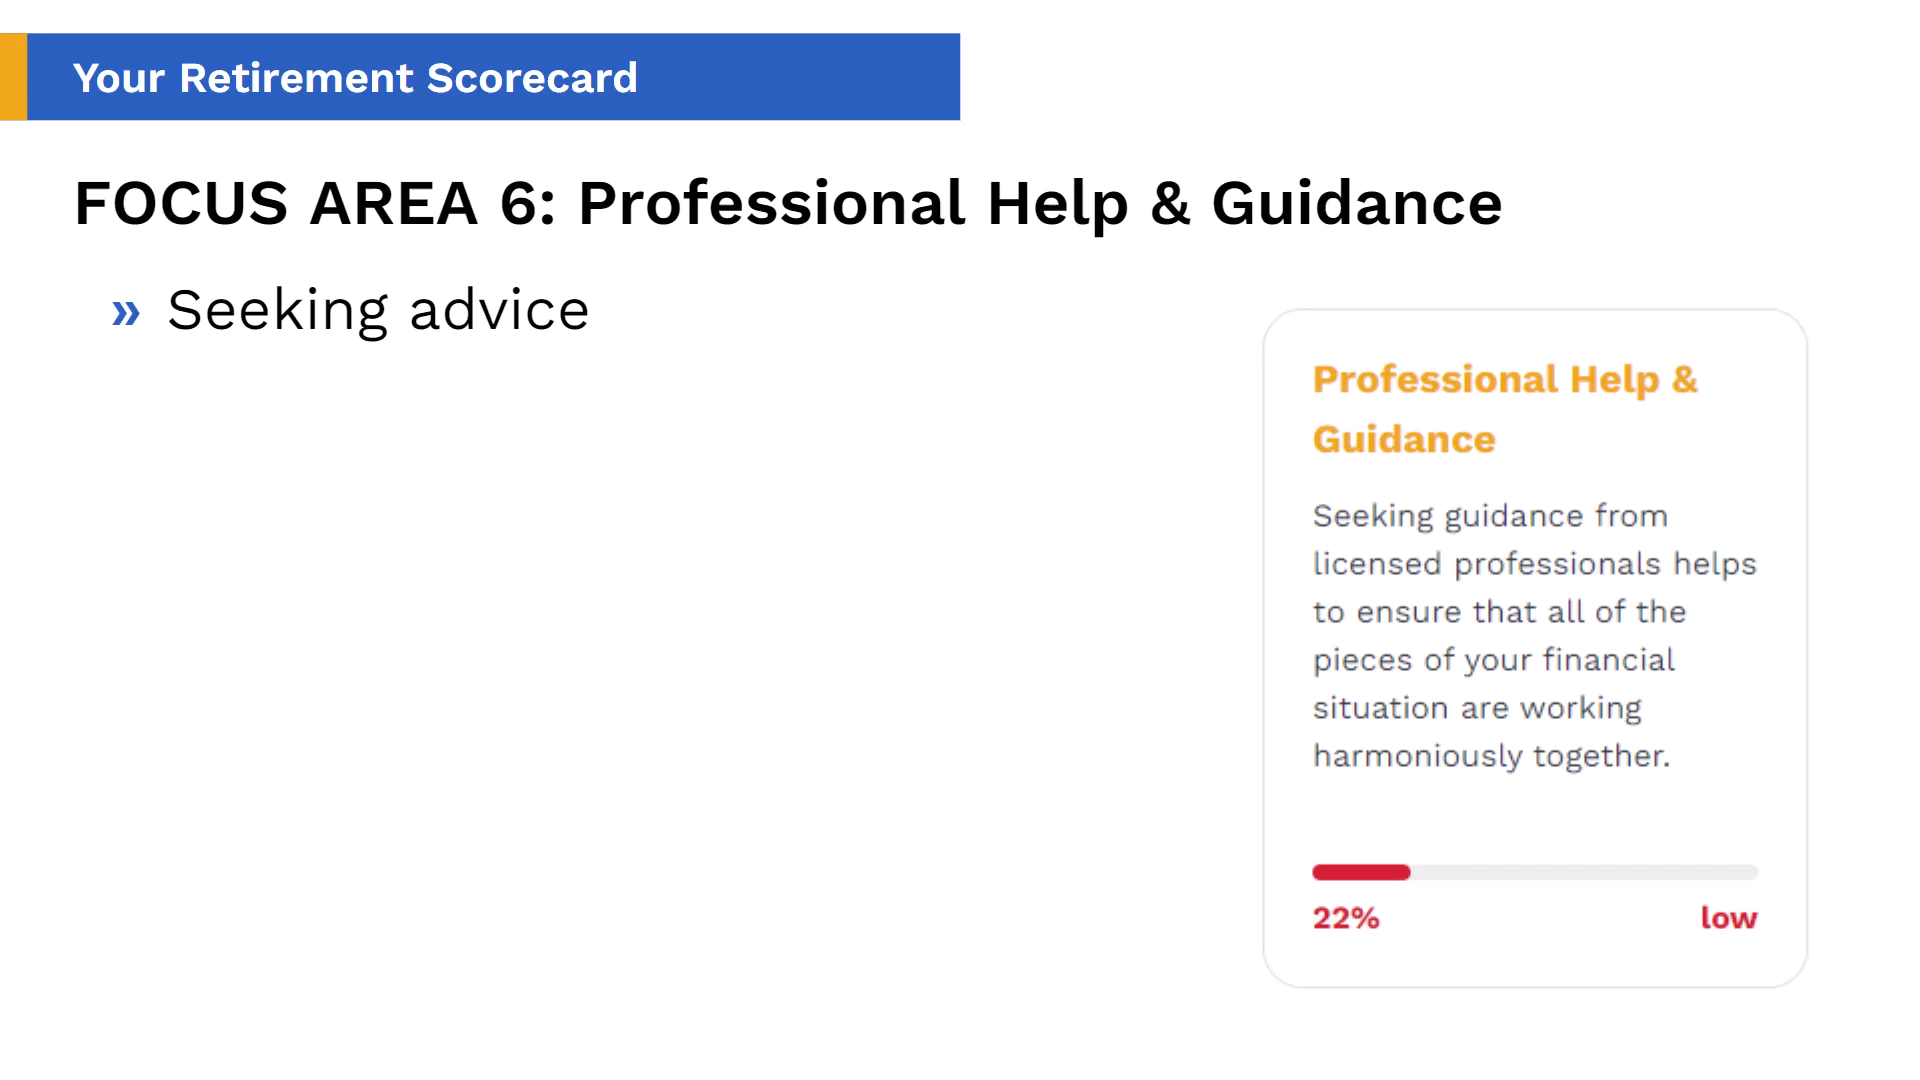 Your Retirement Scorecard
FOCUS AREA 6: Professional Help & Guidance
» Seeking advice
Professional Help &
Guidance
Seeking guidance from
licensed professionals helps
to ensure that all of the
pieces of your financial
situation are working
harmoniously together.
22% low